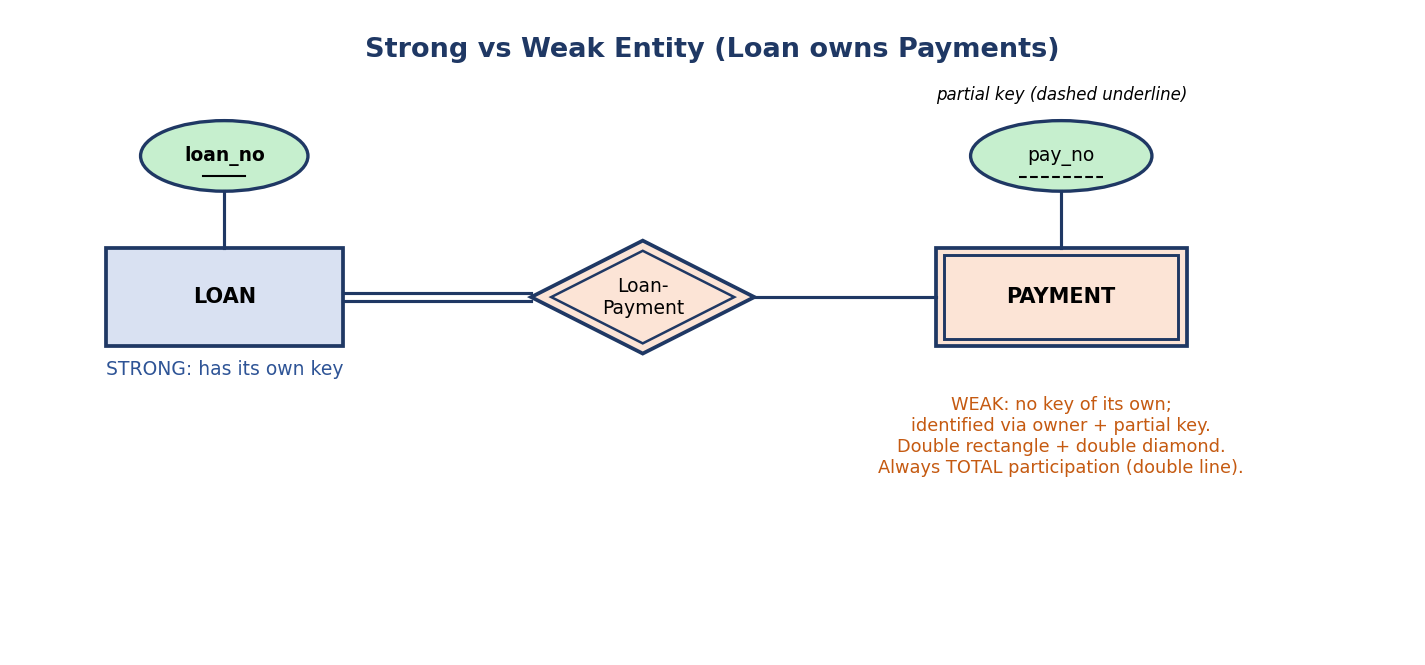 Strong vs Weak Entity (Loan owns Payments)
partial key (dashed underline)
loan_no
pay_no
LOAN
Loan-
Payment
PAYMENT
STRONG: has its own key
WEAK: no key of its own;
identified via owner + partial key.
Double rectangle + double diamond.
Always TOTAL participation (double line).